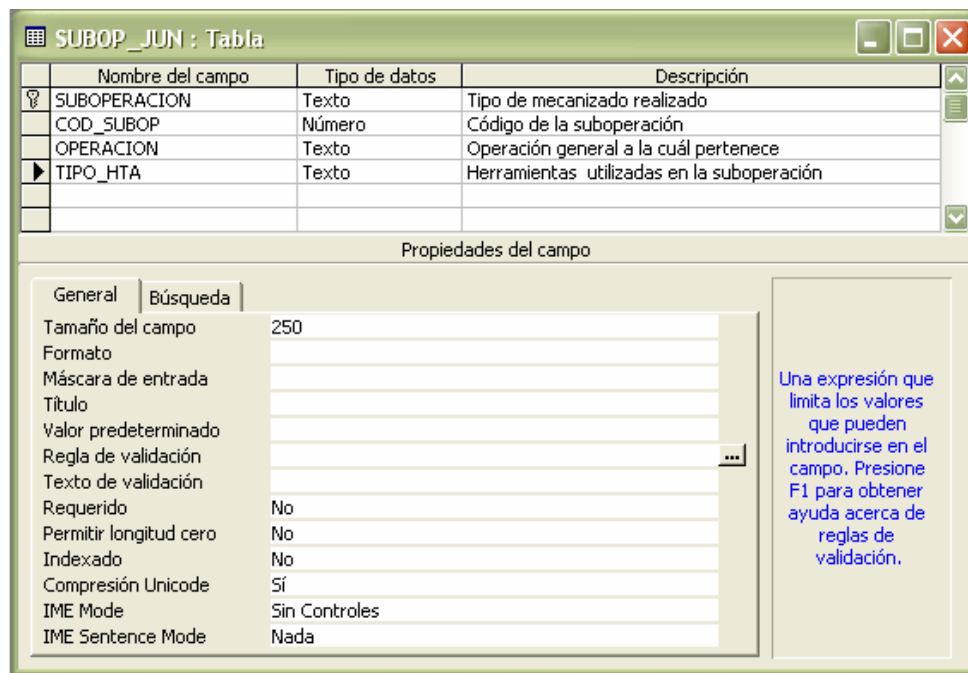 SUBOP_JUN : Tabla
Nombre del campo Tipo de datos Descripción
SUBOPERACION Texto Tipo de mecanizado realizado
COD_SUBOP Número Código de la suboperación
OPERACION Texto Operación general a la cuál pertenece
TIPO_HTA Texto Herramientas utilizadas en la suboperación
Propiedades del campo
General Búsqueda
Tamaño del campo 250
Formato
Máscara de entrada
Título
Valor predeterminado
Regla de validación ...
Texto de validación
Requerido No
Permitir longitud cero No
Indexado No
Compresión Unicode Sí
IME Mode Sin Controles
IME Sentence Mode Nada
Una expresión que
limita los valores
que pueden
introducirse en el
campo. Presione
F1 para obtener
ayuda acerca de
reglas de
validación.